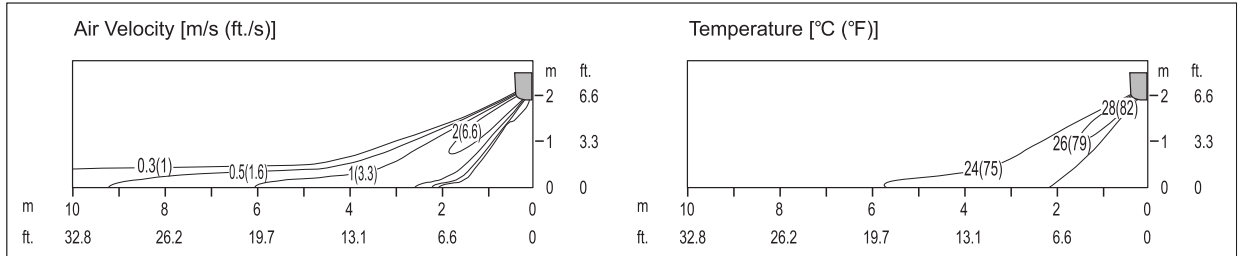 Air Velocity [m/s (ft./s)]
m ft.
2 6.6
1 3.3
0 0
2(6.6)
0.3(1)
0.5(1.6)
1(3.3)
m 10 8 6 4 2 0
ft. 32.8 26.2 19.7 13.1 6.6 0
Temperature [°C (°F)]
m ft.
2 6.6
1 3.3
0 0
28(82)
26(79)
24(75)
m 10 8 6 4 2 0
ft. 32.8 26.2 19.7 13.1 6.6 0